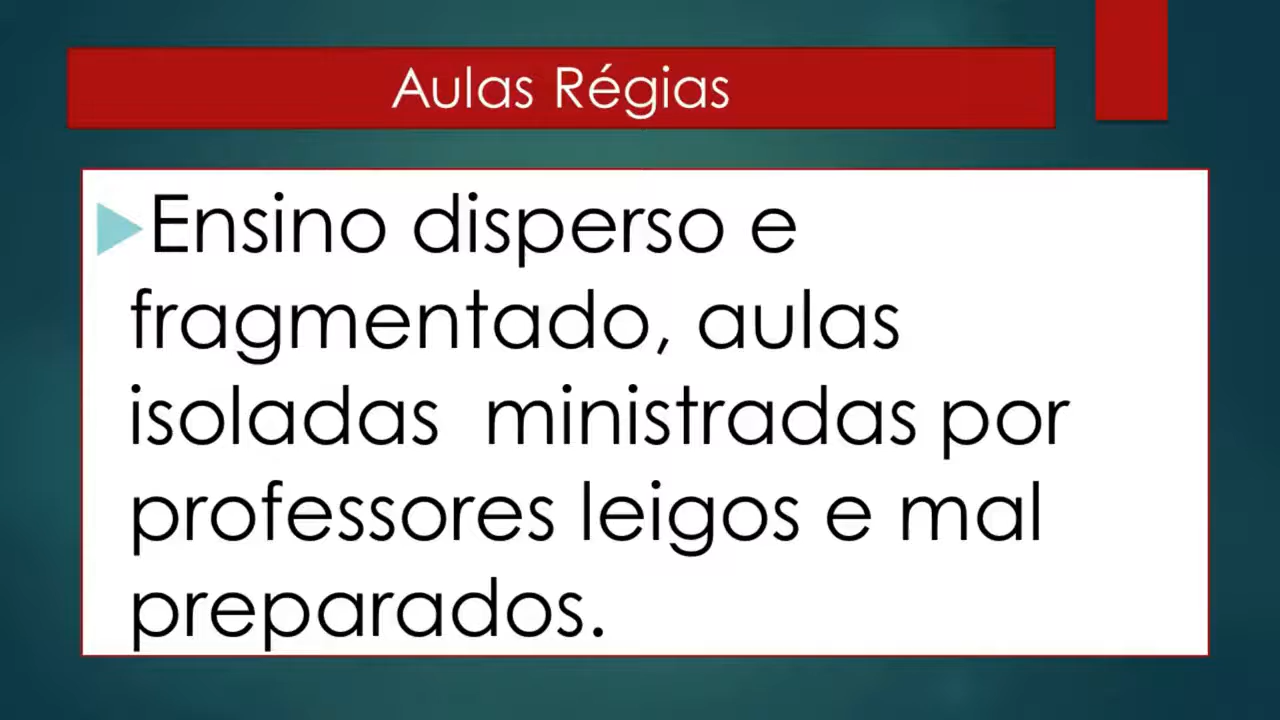 Aulas Régias
Ensino disperso e
fragmentado, aulas
isoladas  ministradas por
professores leigos e mal
preparados.